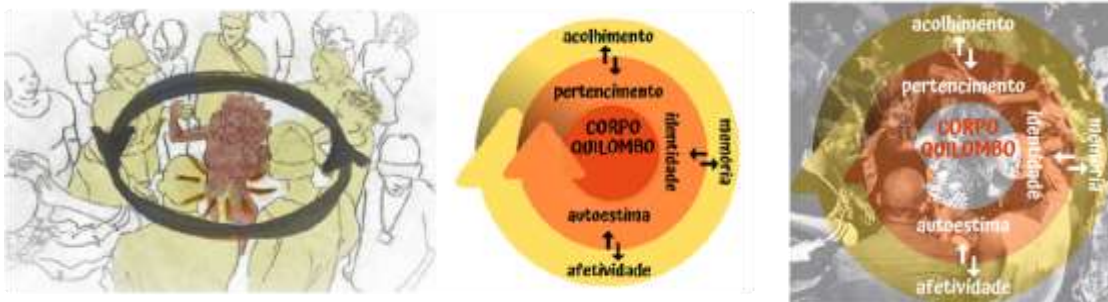 acolhimento
pertencimento
CORPO
QUILOMBO
identidade
memória
autoestima
afetividade
acolhimento
pertencimento
CORPO
QUILOMBO
identidade
memória
autoestima
afetividade